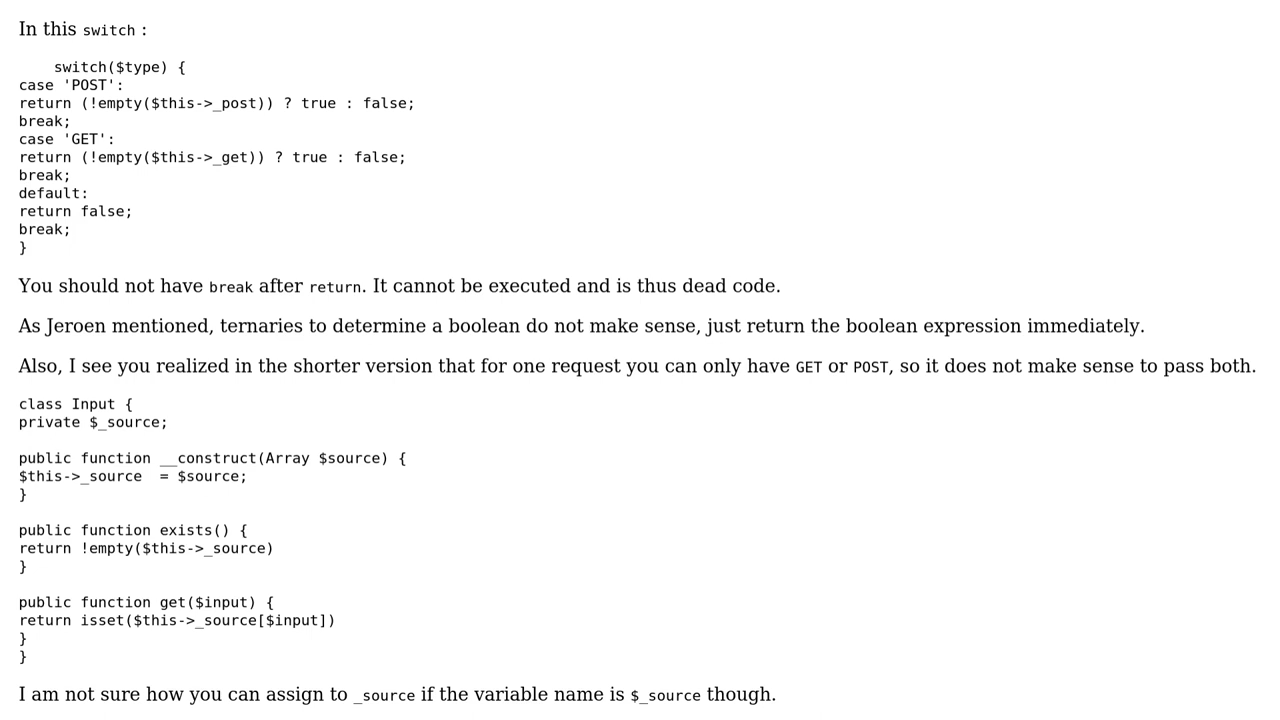 In this switch :
    switch($type) {
case 'POST':
return (!empty($this->_post)) ? true : false;
break;
case 'GET':
return (!empty($this->_get)) ? true : false;
break;
default:
return false;
break;
}
You should not have break after return. It cannot be executed and is thus dead code.
As Jeroen mentioned, ternaries to determine a boolean do not make sense, just return the boolean expression immediately.
Also, I see you realized in the shorter version that for one request you can only have GET or POST, so it does not make sense to pass both.
class Input {
private $_source;

public function __construct(Array $source) {
$this->_source  = $source;
}

public function exists() {
return !empty($this->_source)
}

public function get($input) {
return isset($this->_source[$input])
}
}
I am not sure how you can assign to _source if the variable name is $_source though.